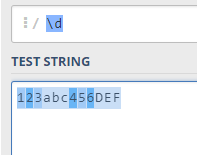 / \d
TEST STRING
123abc456DEF